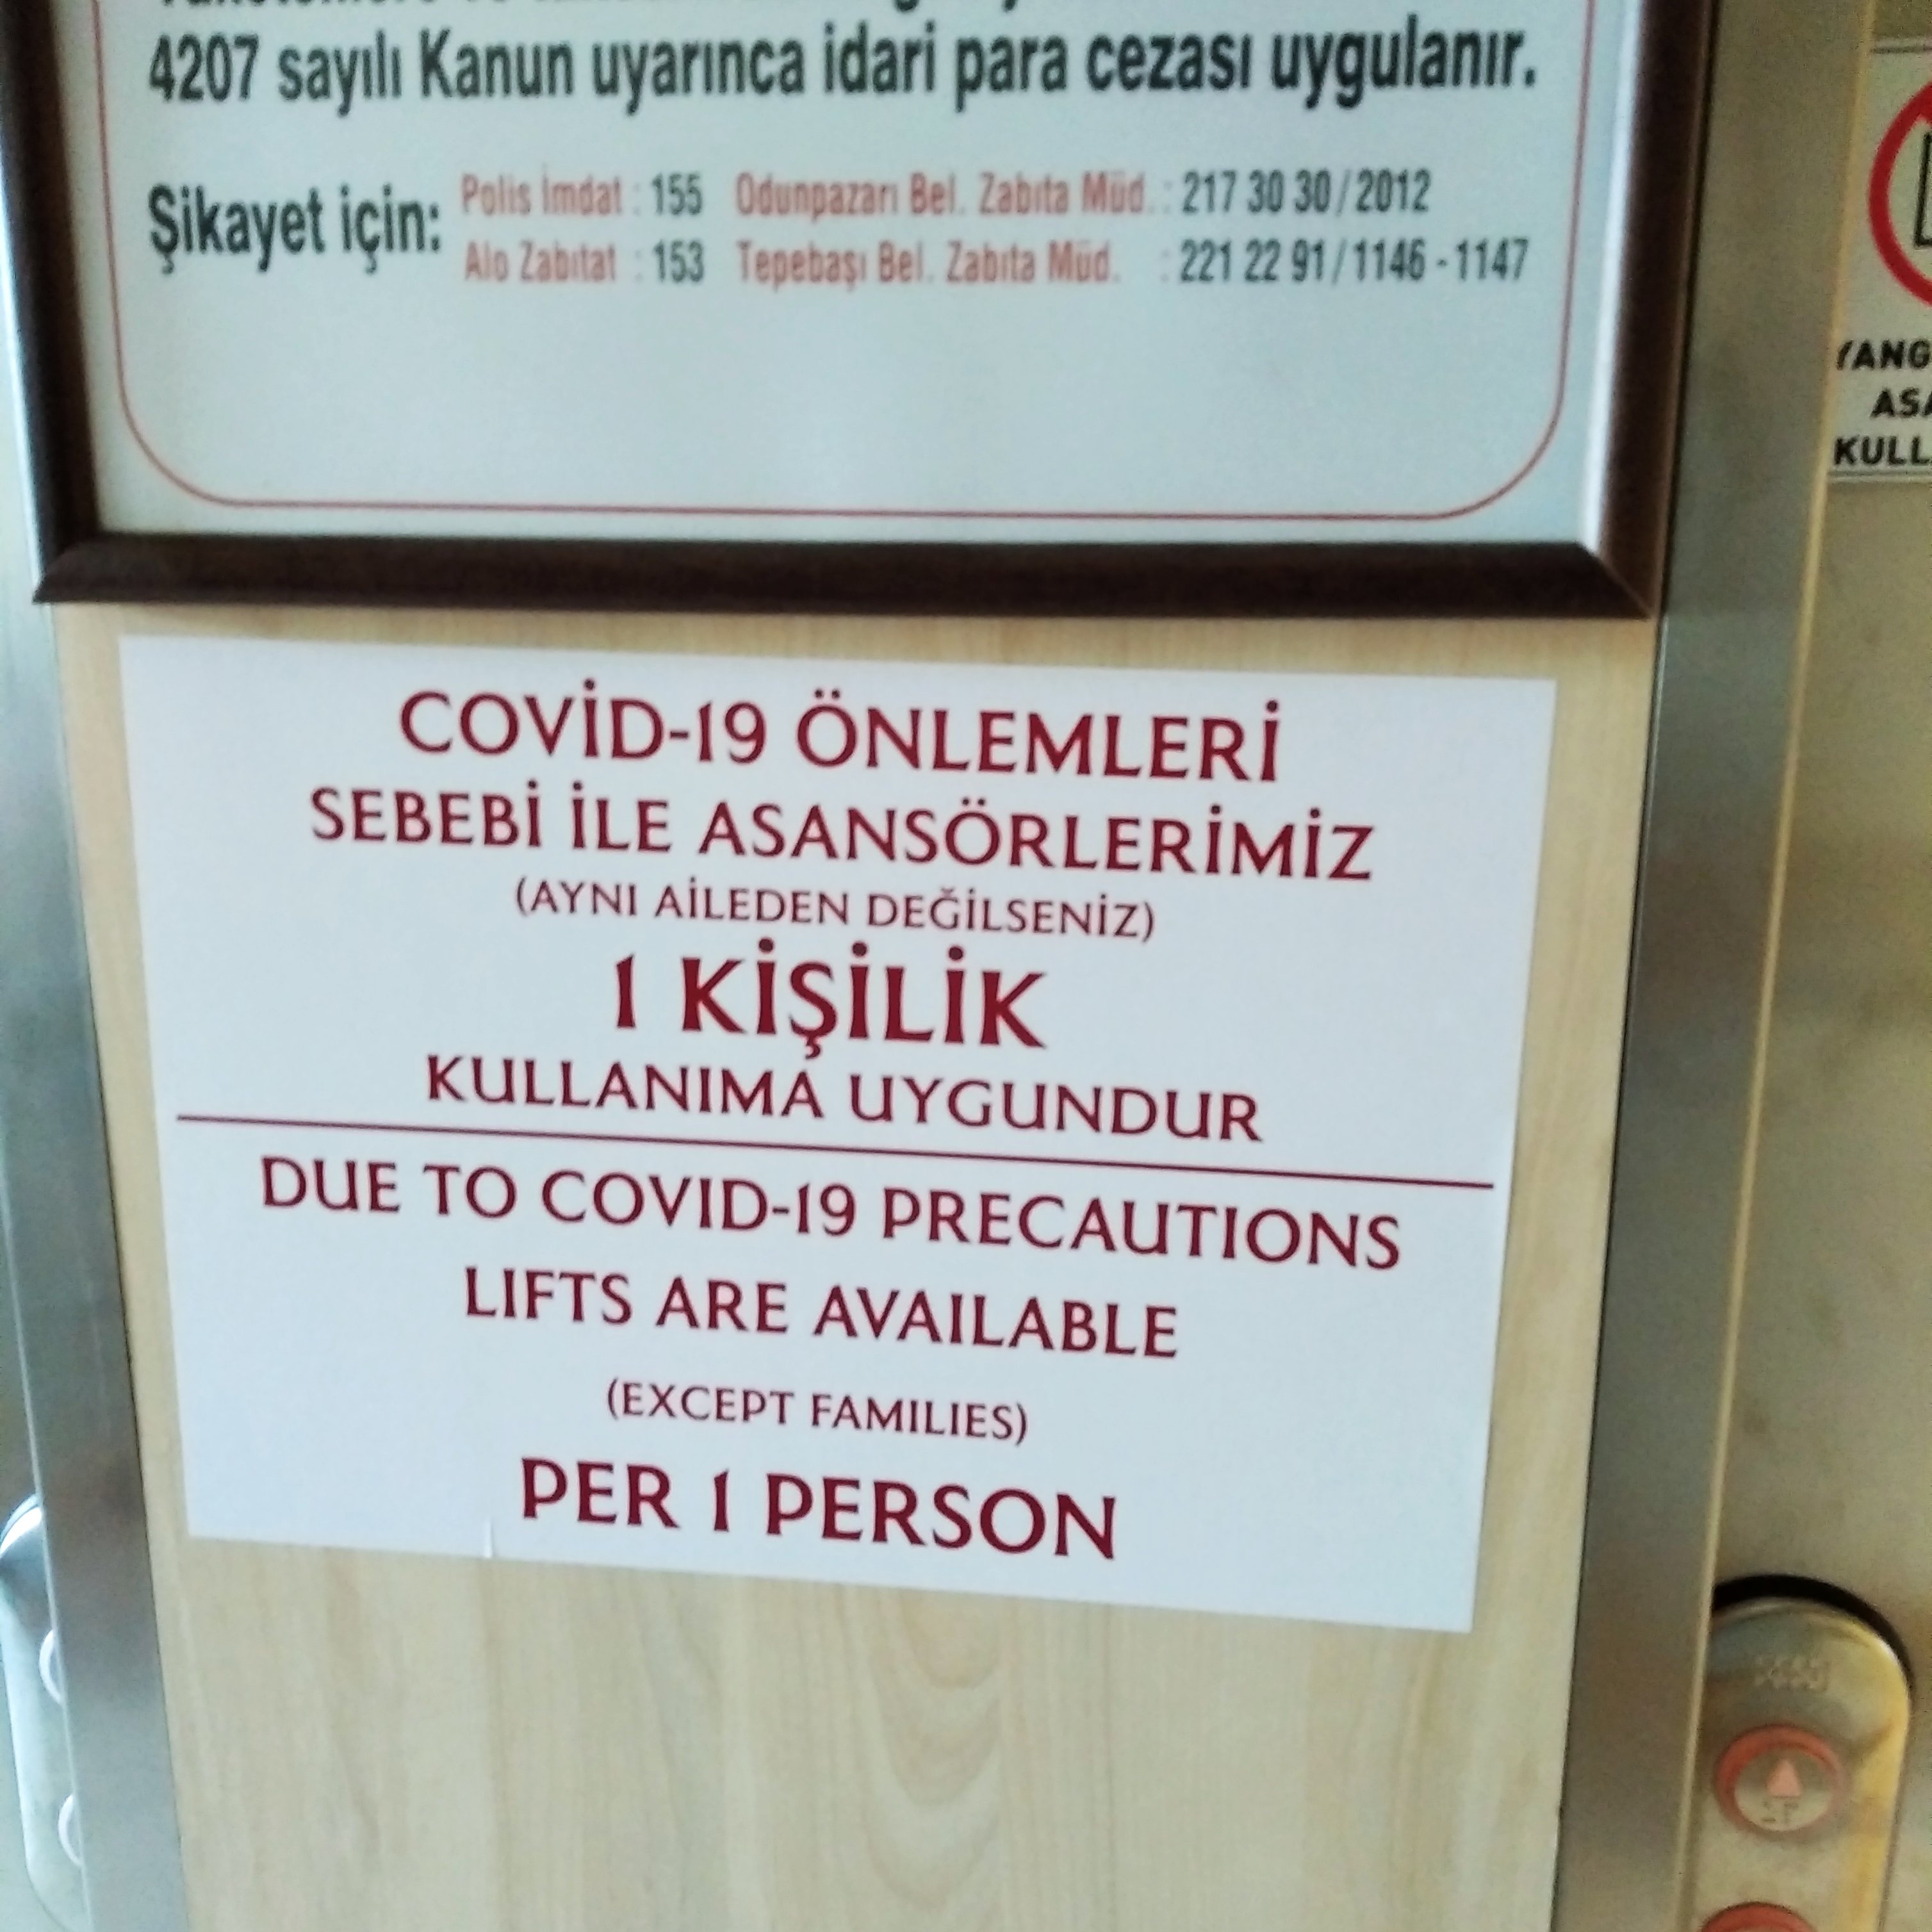 4207 sayılı Kanun uyarınca idari para cezası uygulanır.
Şikayet için:
Polis İmdat : 155 Odunpazarı Bel. Zabıta Müd. : 217 30 30 / 2012
Alo Zabıtat : 153 Tepebaşı Bel. Zabıta Müd. : 221 22 91 / 1146 - 1147
COVİD-19 ÖNLEMLERİ
SEBEBİ İLE ASANSÖRLERİMİZ
(AYNI AİLEDEN DEĞİLSENİZ)
1 KİŞİLİK
KULLANIMA UYGUNDUR
DUE TO COVID-19 PRECAUTIONS
LIFTS ARE AVAILABLE
(EXCEPT FAMILIES)
PER 1 PERSON